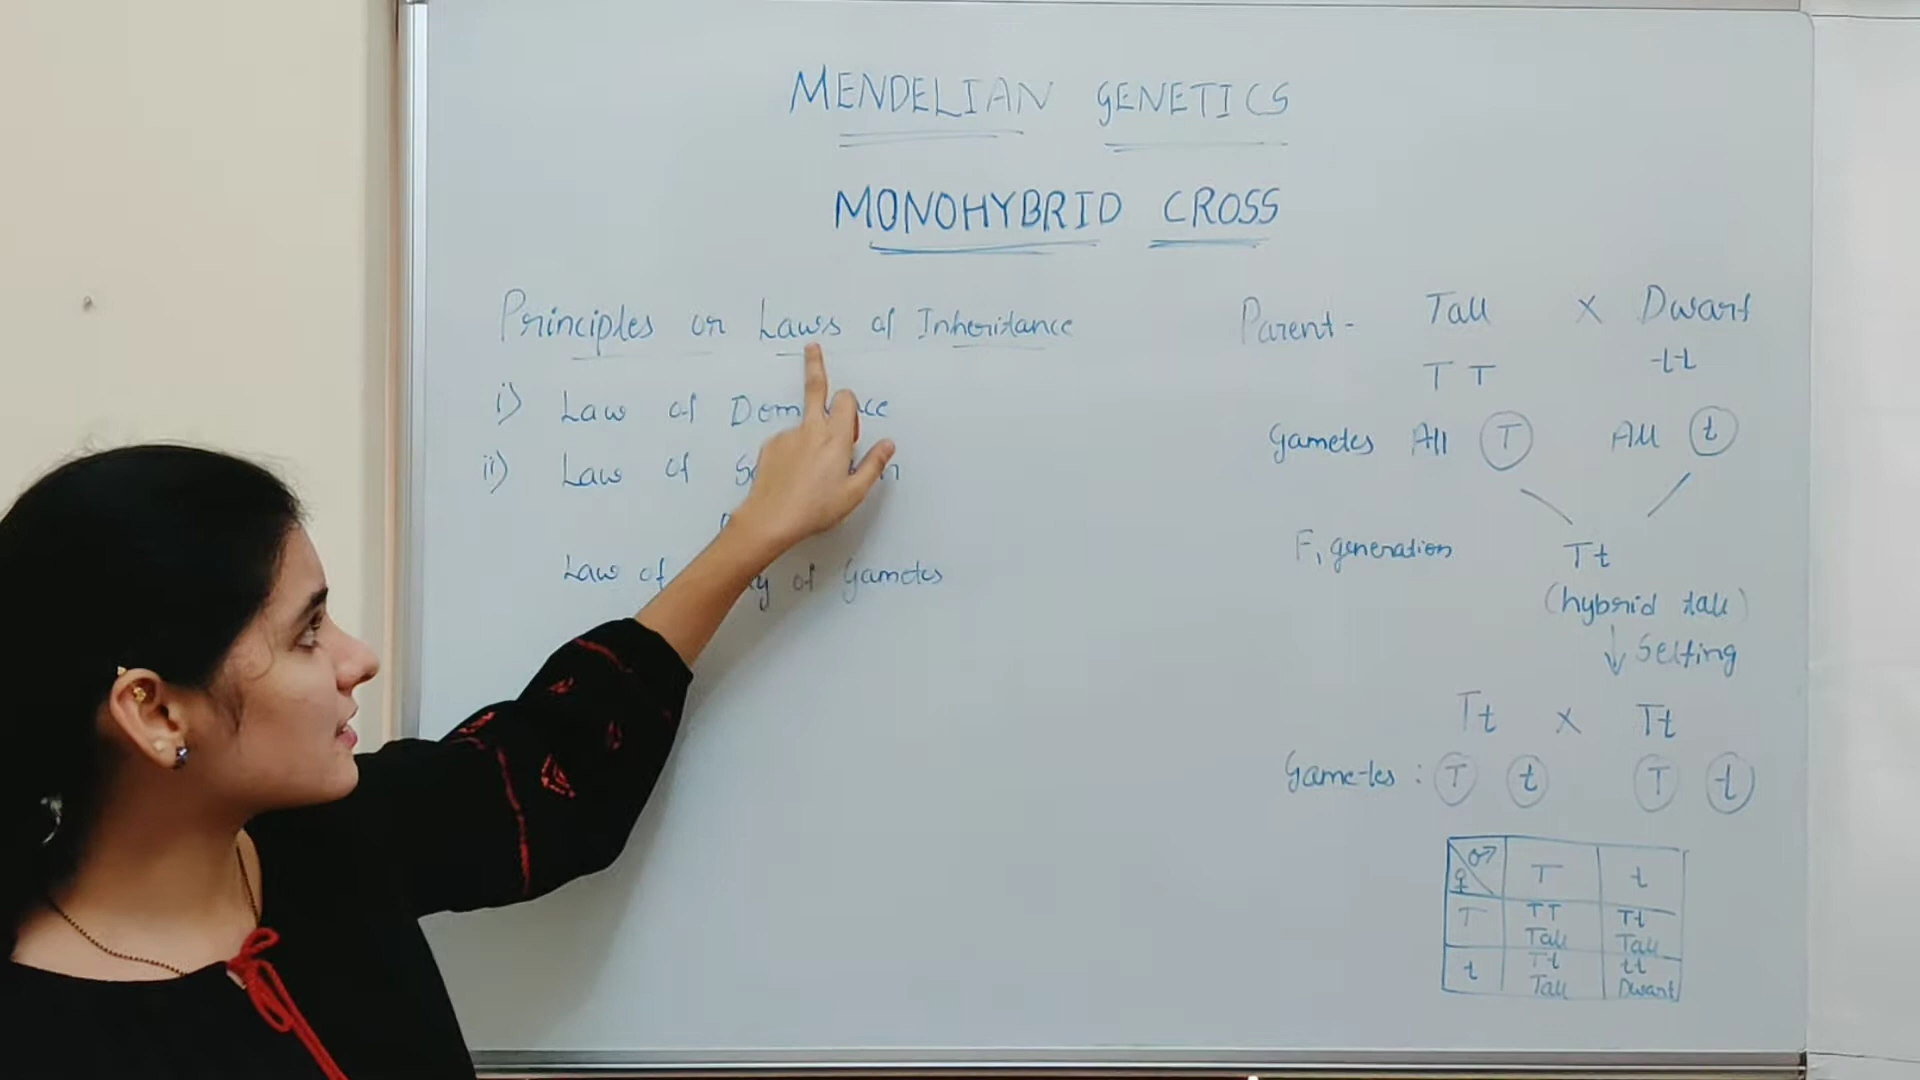 MENDELIAN GENETICS
MONOHYBRID CROSS
Principles or Laws of Inheritance
i) Law of
ii) Law of
Law of of Gametes
Parent - Tall X Dwarf
T T tt
Gametes All T All t
F1 generation Tt
(hybrid tall)
↓ Selfing
Tt X Tt
Gametes : T t T t
♂ T t
♀
T TT Tt
Tall Tall
t Tt tt
Tall Dwarf